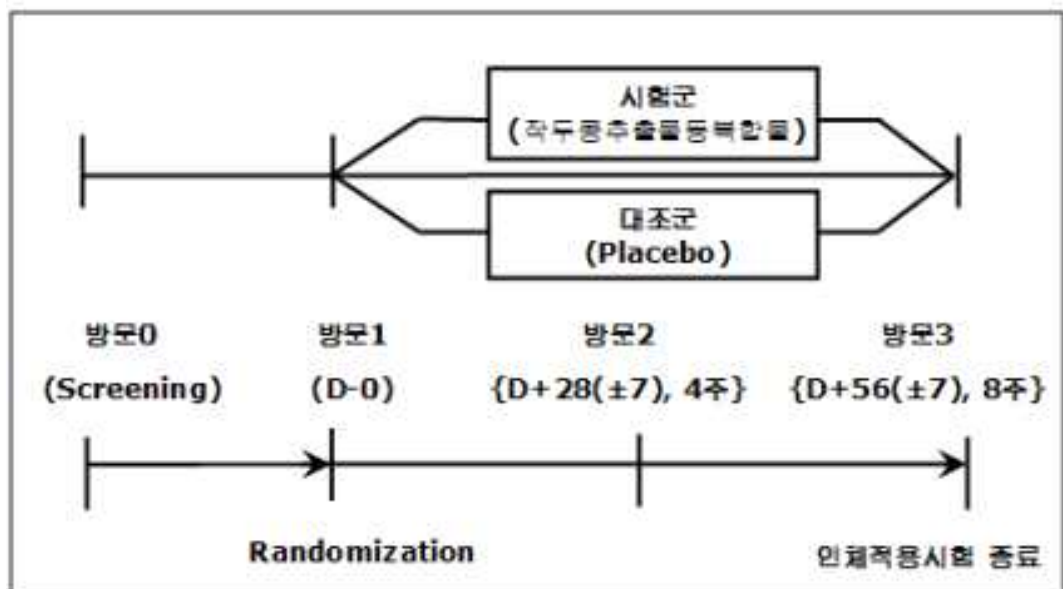 시험군
(작두콩추출물등복합물)
대조군
(Placebo)
방문0 방문1 방문2 방문3
(Screening) (D-0) {D+28(±7), 4주} {D+56(±7), 8주}
Randomization 인체적용시험 종료